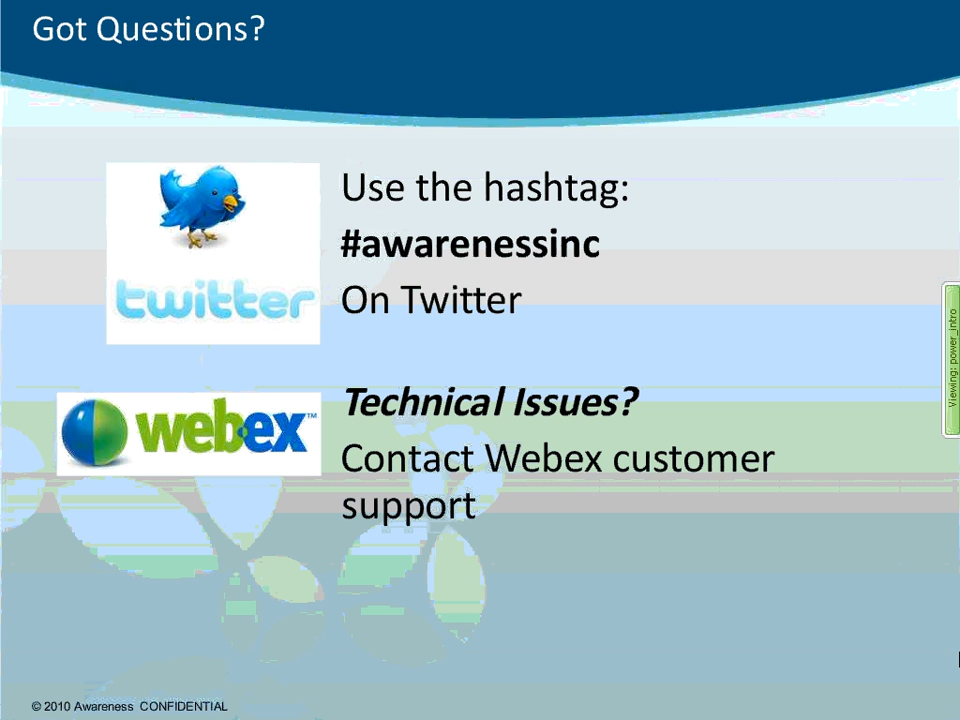 Got Questions?
Use the hashtag:
#awarenessinc
On Twitter
twitter
Technical Issues?
webex™
Contact Webex customer
support
Viewing: power_intro
© 2010 Awareness CONFIDENTIAL